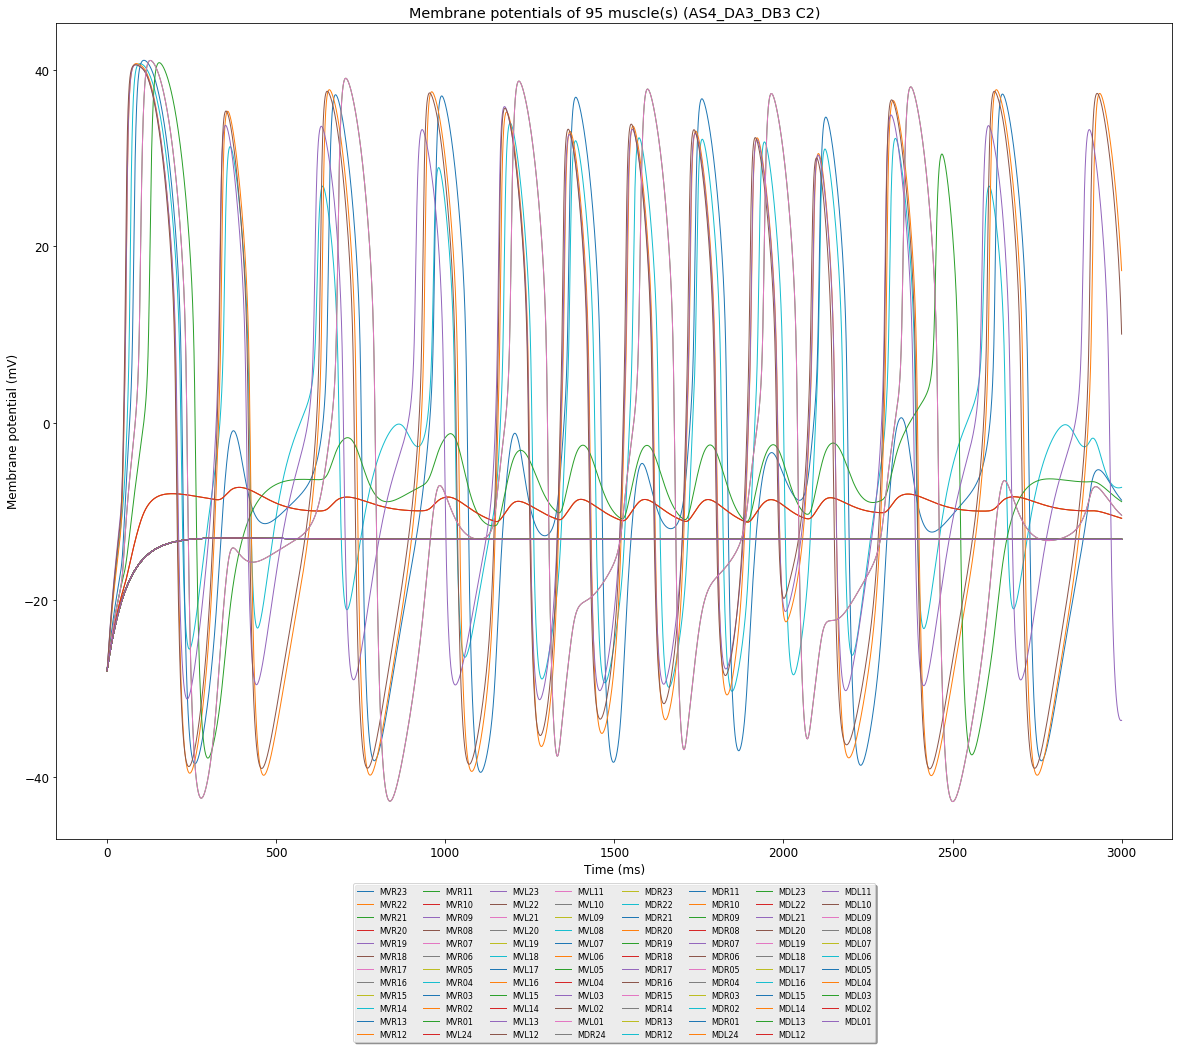 Membrane potentials of 95 muscle(s) (AS4_DA3_DB3 C2)
40
20
0
−20
−40
Membrane potential (mV)
0 500 1000 1500 2000 2500 3000
Time (ms)
MVR23 MVR11 MVL23 MVL11 MDR23 MDR11 MDL23 MDL11
MVR22 MVR10 MVL22 MVL10 MDR22 MDR10 MDL22 MDL10
MVR21 MVR09 MVL21 MVL09 MDR21 MDR09 MDL21 MDL09
MVR20 MVR08 MVL20 MVL08 MDR20 MDR08 MDL20 MDL08
MVR19 MVR07 MVL19 MVL07 MDR19 MDR07 MDL19 MDL07
MVR18 MVR06 MVL18 MVL06 MDR18 MDR06 MDL18 MDL06
MVR17 MVR05 MVL17 MVL05 MDR17 MDR05 MDL17 MDL05
MVR16 MVR04 MVL16 MVL04 MDR16 MDR04 MDL16 MDL04
MVR15 MVR03 MVL15 MVL03 MDR15 MDR03 MDL15 MDL03
MVR14 MVR02 MVL14 MVL02 MDR14 MDR02 MDL14 MDL02
MVR13 MVR01 MVL13 MVL01 MDR13 MDR01 MDL13 MDL01
MVR12 MVL24 MVL12 MDR24 MDR12 MDL24 MDL12